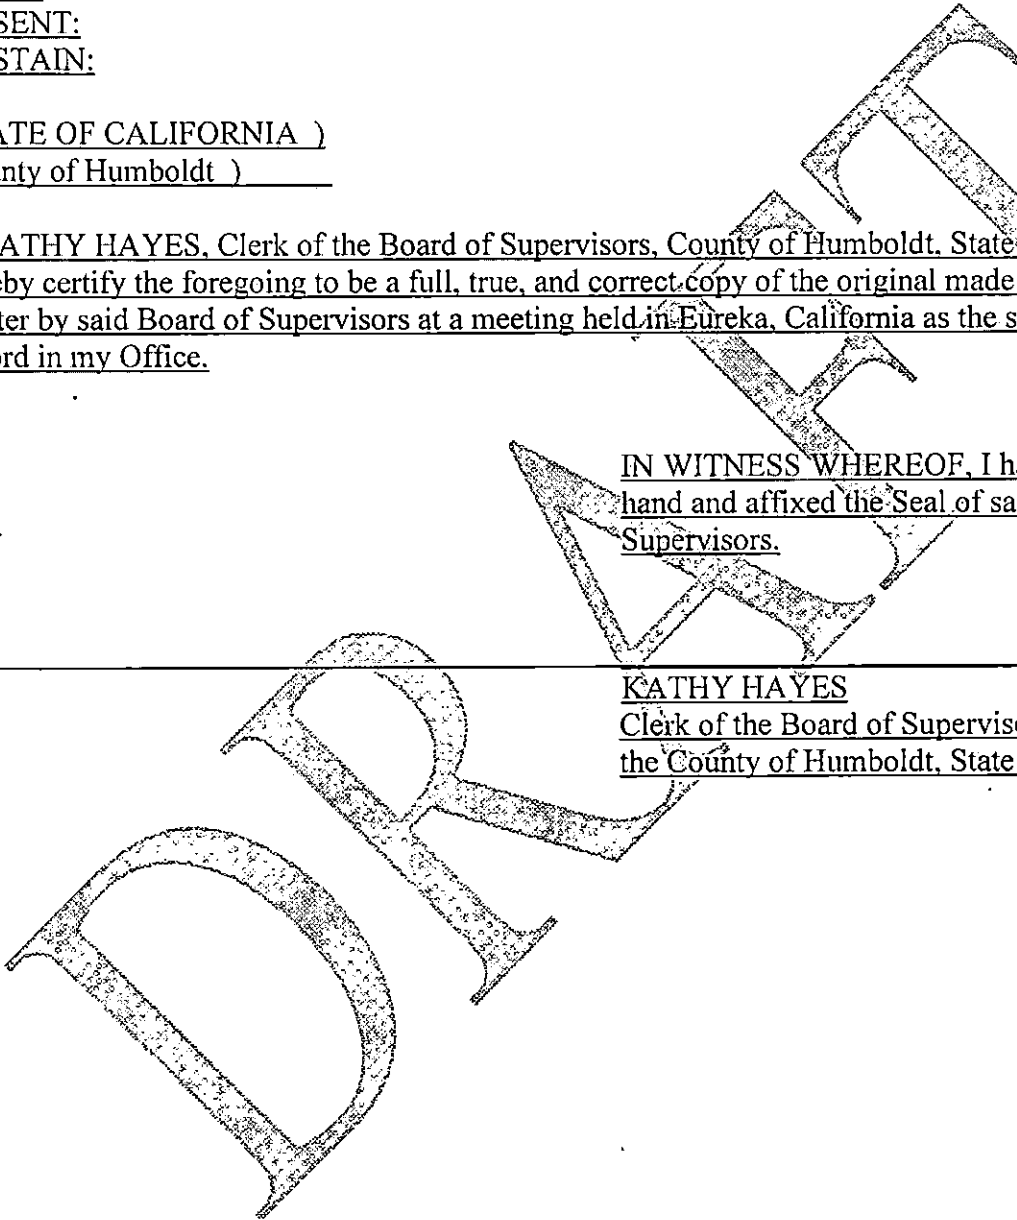 SENT:
STAIN:
ATE OF CALIFORNIA )
nty of Humboldt )
ATHY HAYES, Clerk of the Board of Supervisors, County of Humboldt, State
eby certify the foregoing to be a full, true, and correct copy of the original made
ter by said Board of Supervisors at a meeting held in Eureka, California as the s
ord in my Office.
IN WITNESS WHEREOF, I ha
hand and affixed the Seal of sa
Supervisors.
KATHY HAYES
Clerk of the Board of Superviso
the County of Humboldt, State
DRAFT